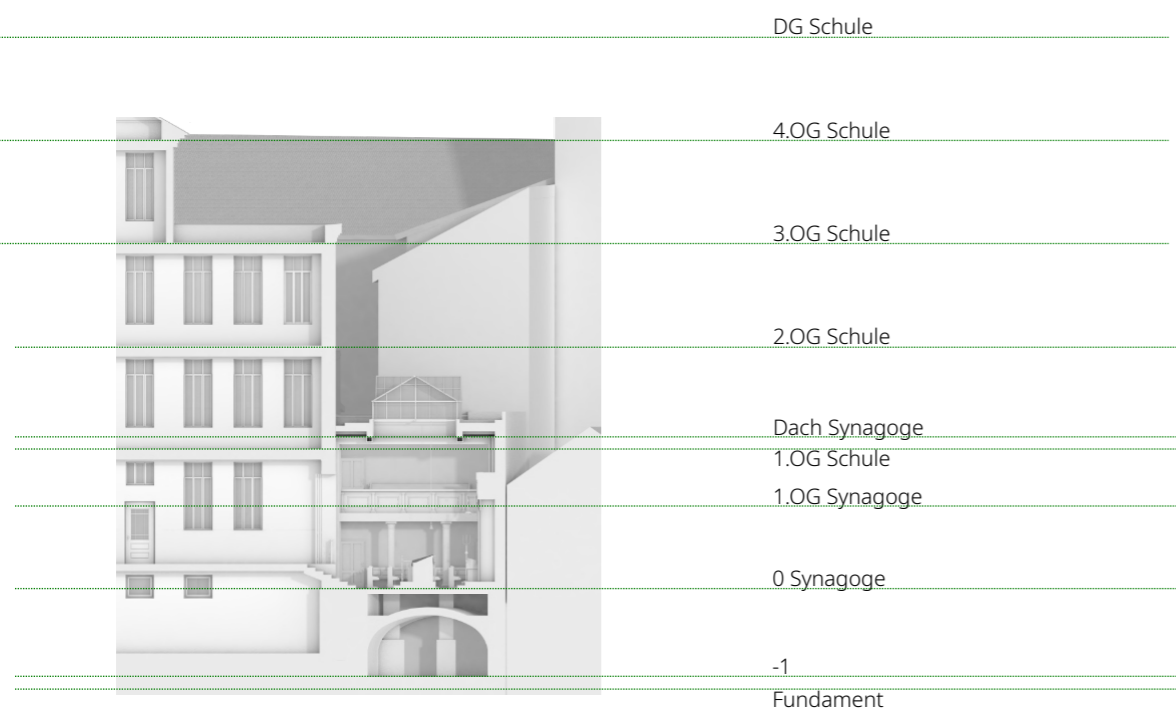 DG Schule
4.OG Schule
3.OG Schule
2.OG Schule
Dach Synagoge
1.OG Schule
1.OG Synagoge
0 Synagoge
-1
Fundament